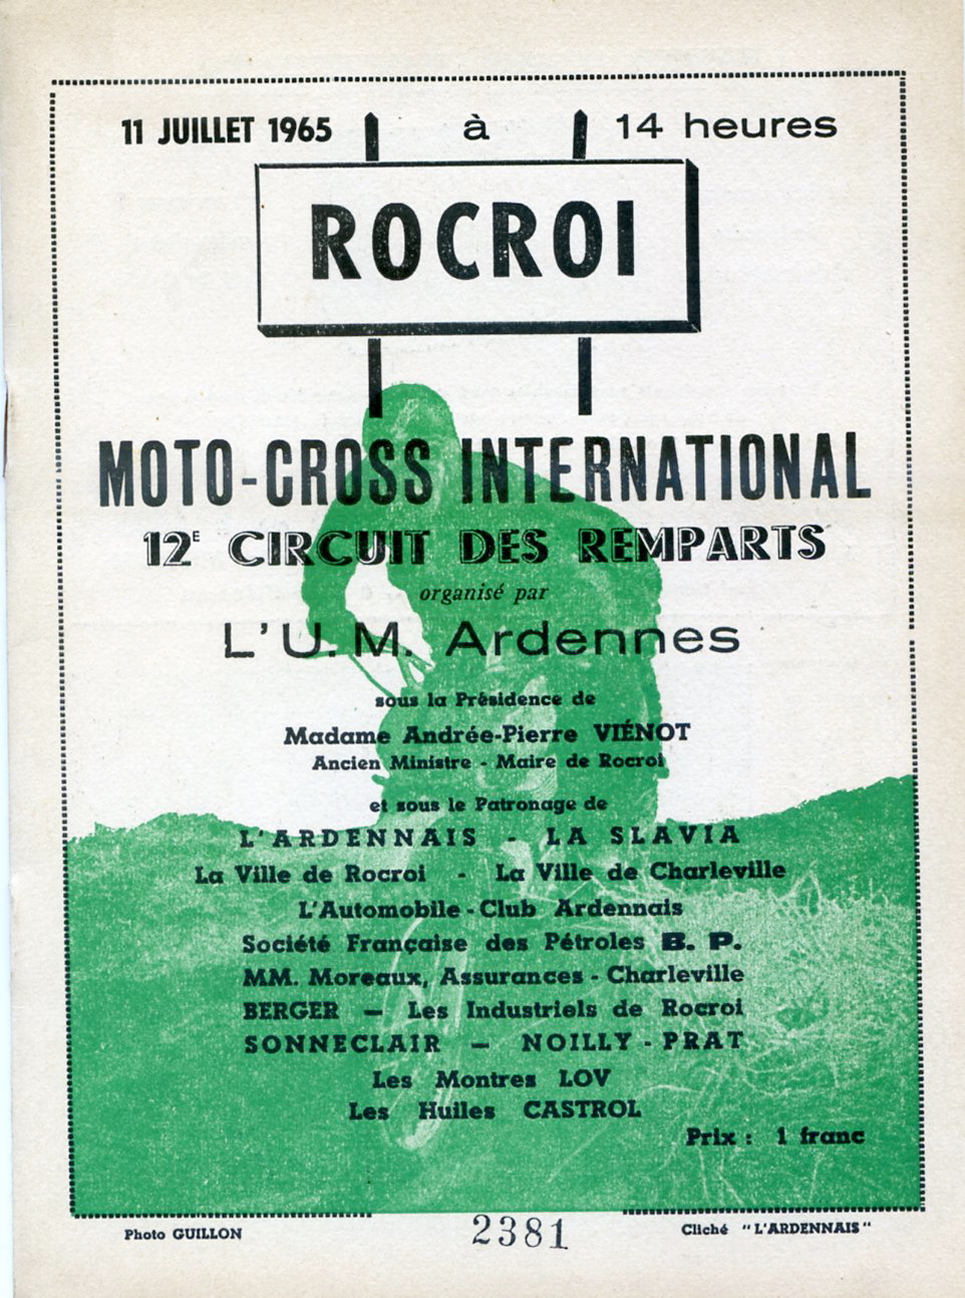 11 JUILLET 1965 à 14 heures
ROCROI
MOTO-CROSS INTERNATIONAL
12E CIRCUIT DES REMPARTS
organisé par
L'U.M. Ardennes
sous la Présidence de
Madame Andrée-Pierre VIÉNOT
Ancien Ministre - Maire de Rocroi
et sous le Patronage de
L'ARDENNAIS - LA SLAVIA
La Ville de Rocroi - La Ville de Charleville
L'Automobile-Club Ardennais
Société Française des Pétroles B. P.
MM. Moreaux, Assurances - Charleville
BERGER — Les Industriels de Rocroi
SONNECLAIR — NOILLY - PRAT
Les Montres LOV
Les Huiles CASTROL
Prix : 1 franc
Photo GUILLON 2381 Cliché "L'ARDENNAIS"